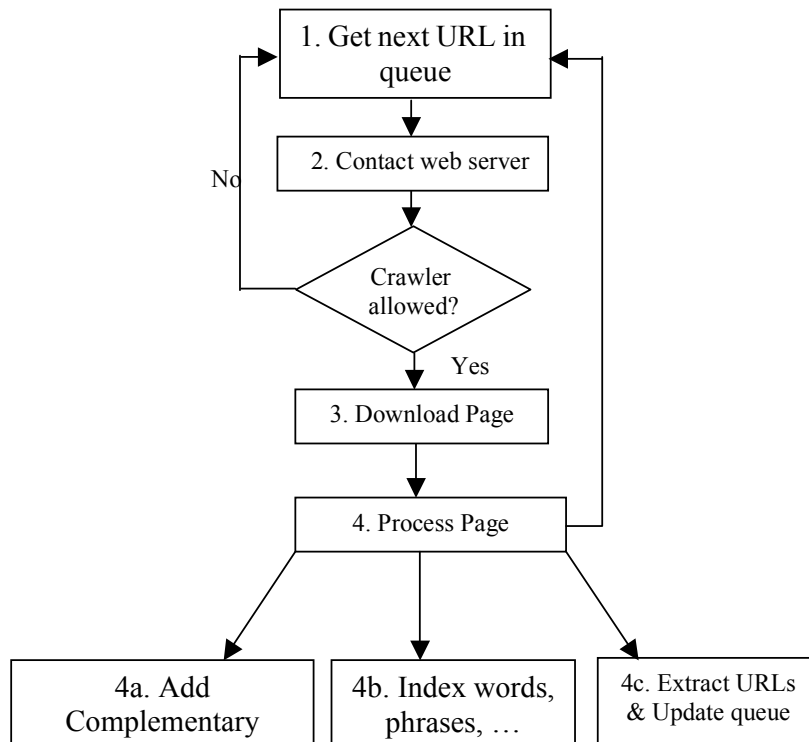 1. Get next URL in
queue
2. Contact web server
No
Crawler
allowed?
Yes
3. Download Page
4. Process Page
4a. Add
Complementary
4b. Index words,
phrases, …
4c. Extract URLs
& Update queue